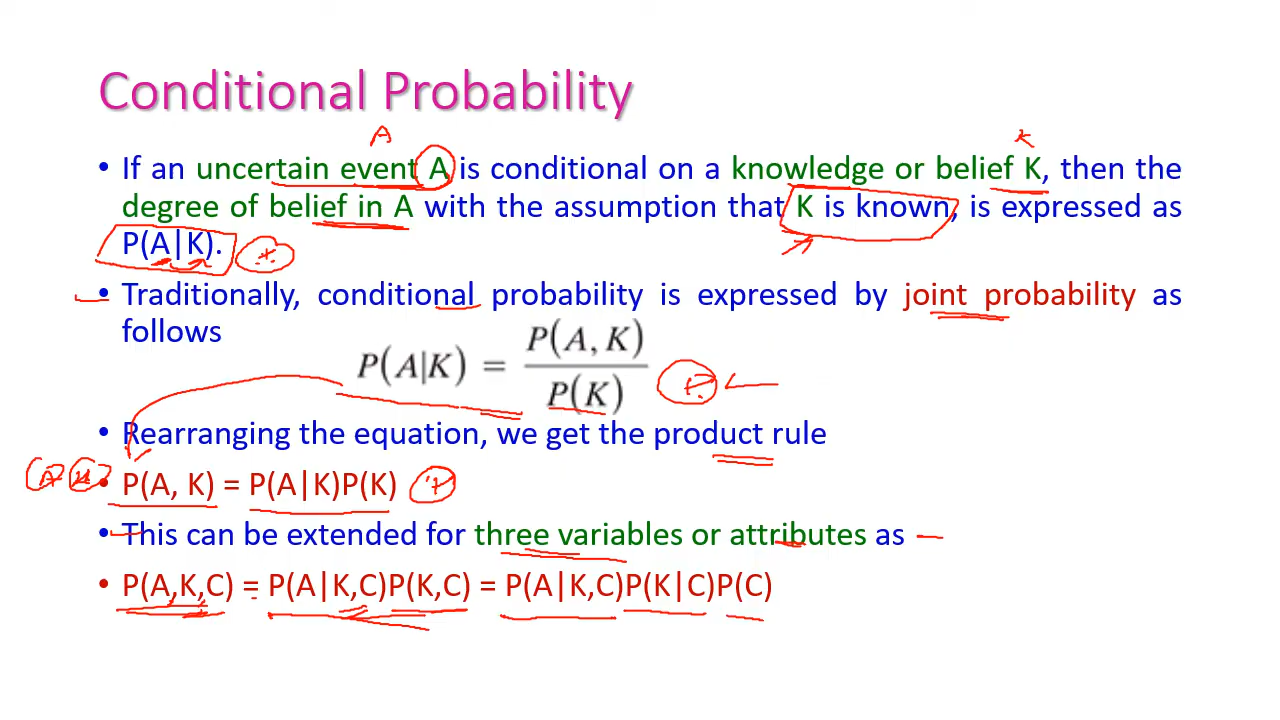 Conditional Probability
A K
• If an uncertain event A is conditional on a knowledge or belief K, then the
degree of belief in A with the assumption that K is known, is expressed as
P(A|K).
• Traditionally, conditional probability is expressed by joint probability as
follows
P(A|K) = P(A, K) / P(K)
• Rearranging the equation, we get the product rule
• P(A, K) = P(A|K)P(K)
• This can be extended for three variables or attributes as
• P(A,K,C) = P(A|K,C)P(K,C) = P(A|K,C)P(K|C)P(C)